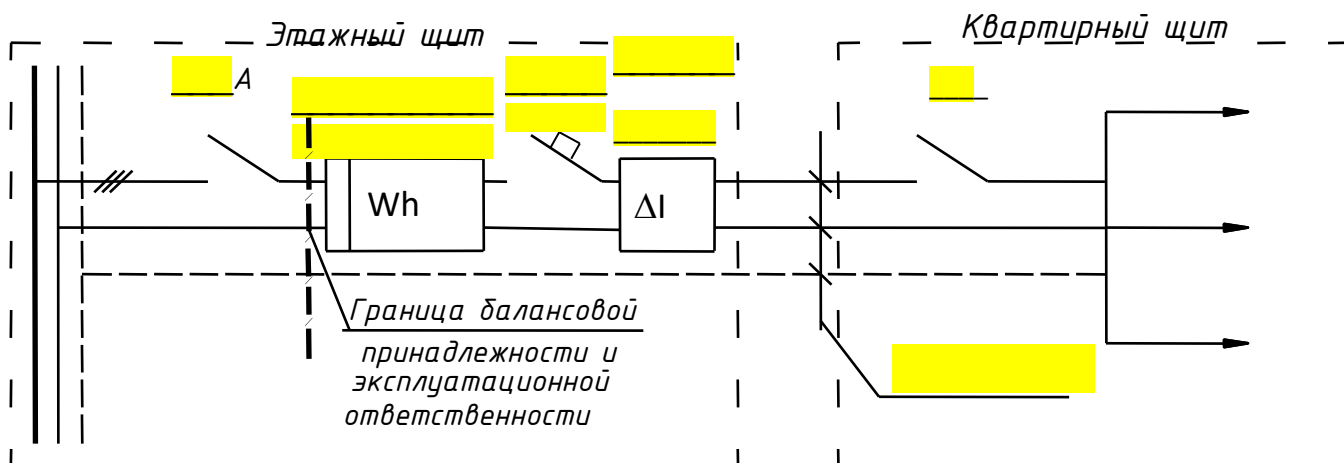 Этажный щит
Квартирный щит
А
Wh
ΔI
Граница балансовой
принадлежности и
эксплуатационной
ответственности